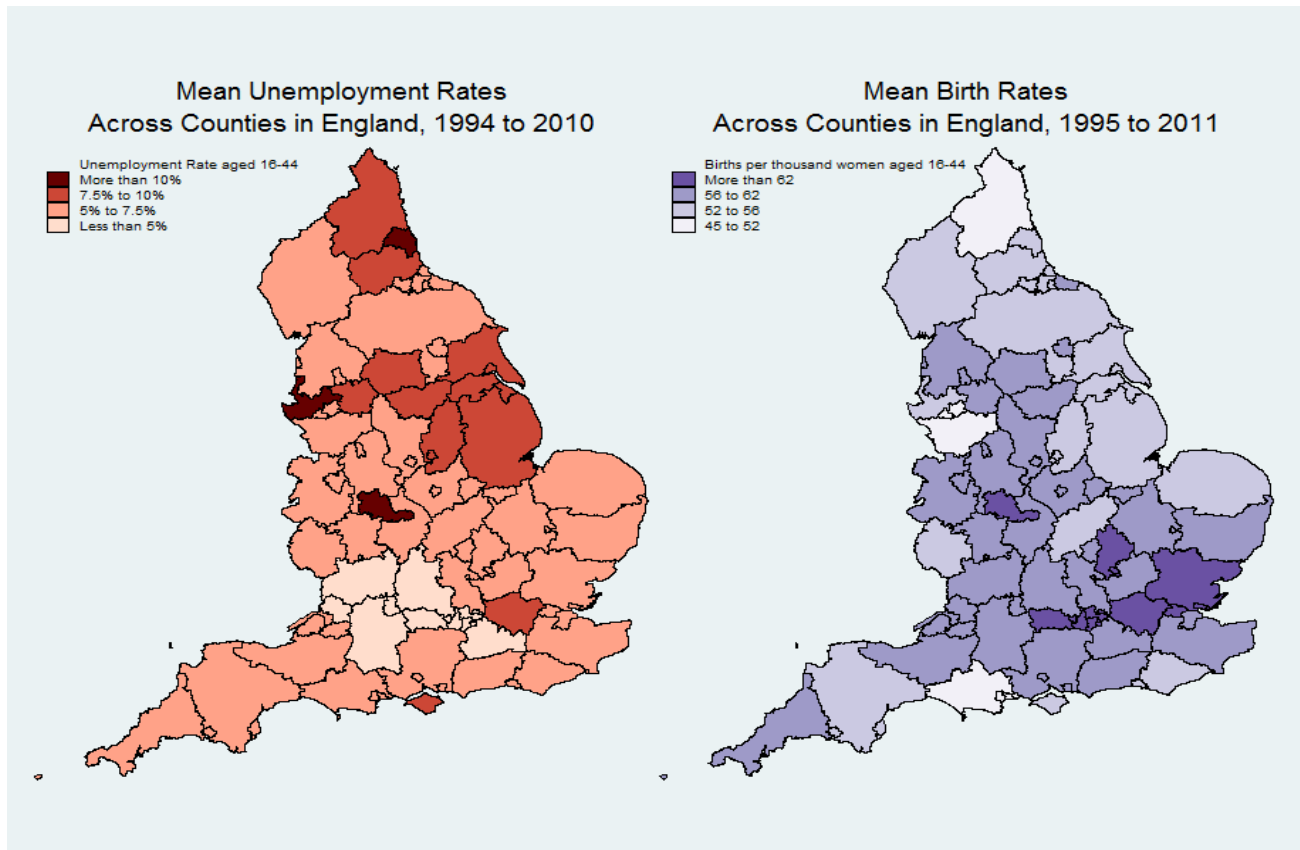 Mean Unemployment Rates
Across Counties in England, 1994 to 2010
Unemployment Rate aged 16-44
More than 10%
7.5% to 10%
5% to 7.5%
Less than 5%
Mean Birth Rates
Across Counties in England, 1995 to 2011
Births per thousand women aged 16-44
More than 62
56 to 62
52 to 56
45 to 52